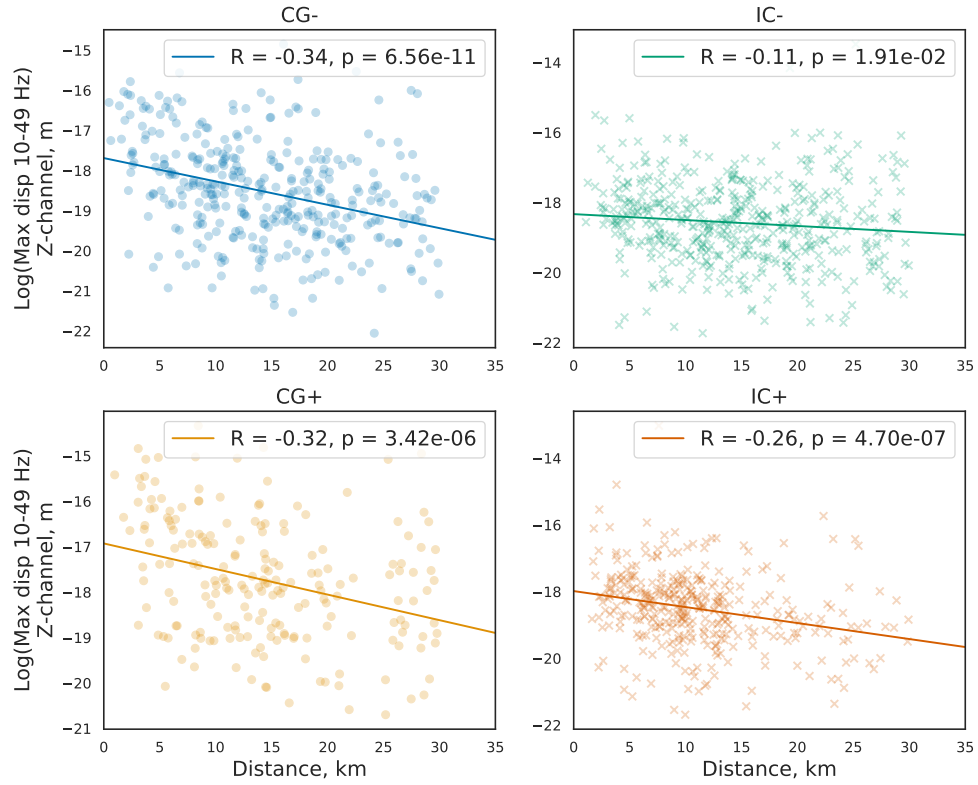 CG-
R = -0.34, p = 6.56e-11
Log(Max disp 10-49 Hz)
Z-channel, m
−15
−16
−17
−18
−19
−20
−21
−22
0 5 10 15 20 25 30 35
IC-
R = -0.11, p = 1.91e-02
−14
−16
−18
−20
−22
0 5 10 15 20 25 30 35
CG+
R = -0.32, p = 3.42e-06
Log(Max disp 10-49 Hz)
Z-channel, m
−15
−16
−17
−18
−19
−20
−21
0 5 10 15 20 25 30 35
Distance, km
IC+
R = -0.26, p = 4.70e-07
−14
−16
−18
−20
−22
0 5 10 15 20 25 30 35
Distance, km